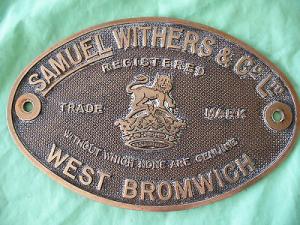 SAMUEL WITHERS & Co. LTD
REGISTERED
TRADE MARK
WITHOUT WHICH NONE ARE GENUINE
WEST BROMWICH